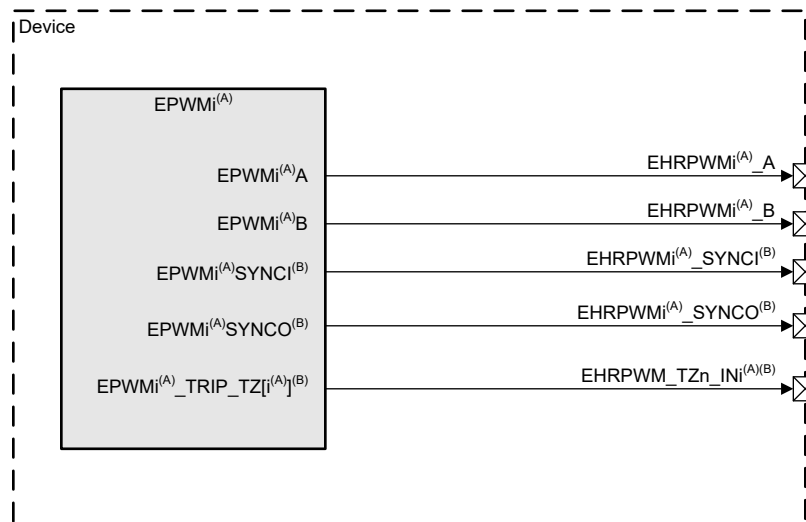 Device
EPWMi(A)
EPWMi(A)A
EHRPWMi(A)_A
EPWMi(A)B
EHRPWMi(A)_B
EPWMi(A)SYNCI(B)
EHRPWMi(A)_SYNCI(B)
EPWMi(A)SYNCO(B)
EHRPWMi(A)_SYNCO(B)
EPWMi(A)_TRIP_TZ[i(A)](B)
EHRPWM_TZn_INi(A)(B)